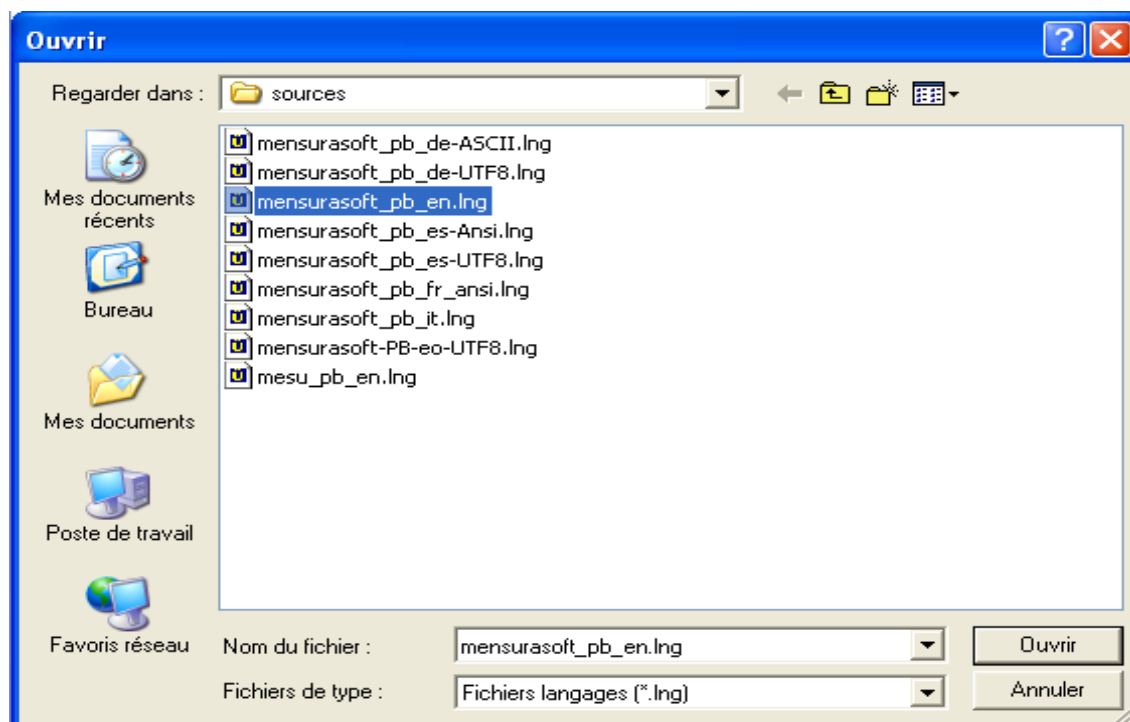 Ouvrir
Regarder dans :
sources
Mes documents
récents
Bureau
Mes documents
Poste de travail
Favoris réseau
mensurasoft_pb_de-ASCII.lng
mensurasoft_pb_de-UTF8.lng
mensurasoft_pb_en.lng
mensurasoft_pb_es-Ansi.lng
mensurasoft_pb_es-UTF8.lng
mensurasoft_pb_fr_ansi.lng
mensurasoft_pb_it.lng
mensurasoft-PB-eo-UTF8.lng
mesu_pb_en.lng
Nom du fichier :
mensurasoft_pb_en.lng
Ouvrir
Fichiers de type :
Fichiers langages (*.lng)
Annuler